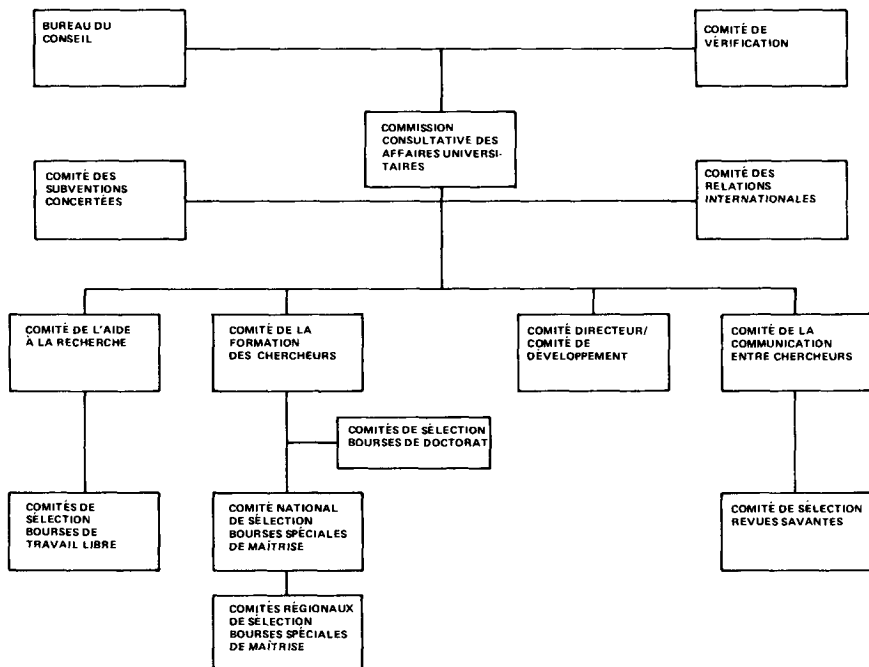 BUREAU DU
CONSEIL
COMITÉ DE
VÉRIFICATION
COMMISSION
CONSULTATIVE DES
AFFAIRES UNIVERSI-
TAIRES
COMITÉ DES
SUBVENTIONS
CONCERTÉES
COMITÉ DES
RELATIONS
INTERNATIONALES
COMITÉ DE L'AIDE
À LA RECHERCHE
COMITÉ DE LA
FORMATION
DES CHERCHEURS
COMITÉ DIRECTEUR/
COMITÉ DE
DÉVELOPPEMENT
COMITÉ DE LA
COMMUNICATION
ENTRE CHERCHEURS
COMITÉS DE SÉLECTION
BOURSES DE DOCTORAT
COMITÉS DE
SÉLECTION
BOURSES DE
TRAVAIL LIBRE
COMITÉ NATIONAL
DE SÉLECTION
BOURSES SPÉCIALES
DE MAÎTRISE
COMITÉ DE SÉLECTION
REVUES SAVANTES
COMITÉS RÉGIONAUX
DE SÉLECTION
BOURSES SPÉCIALES
DE MAÎTRISE